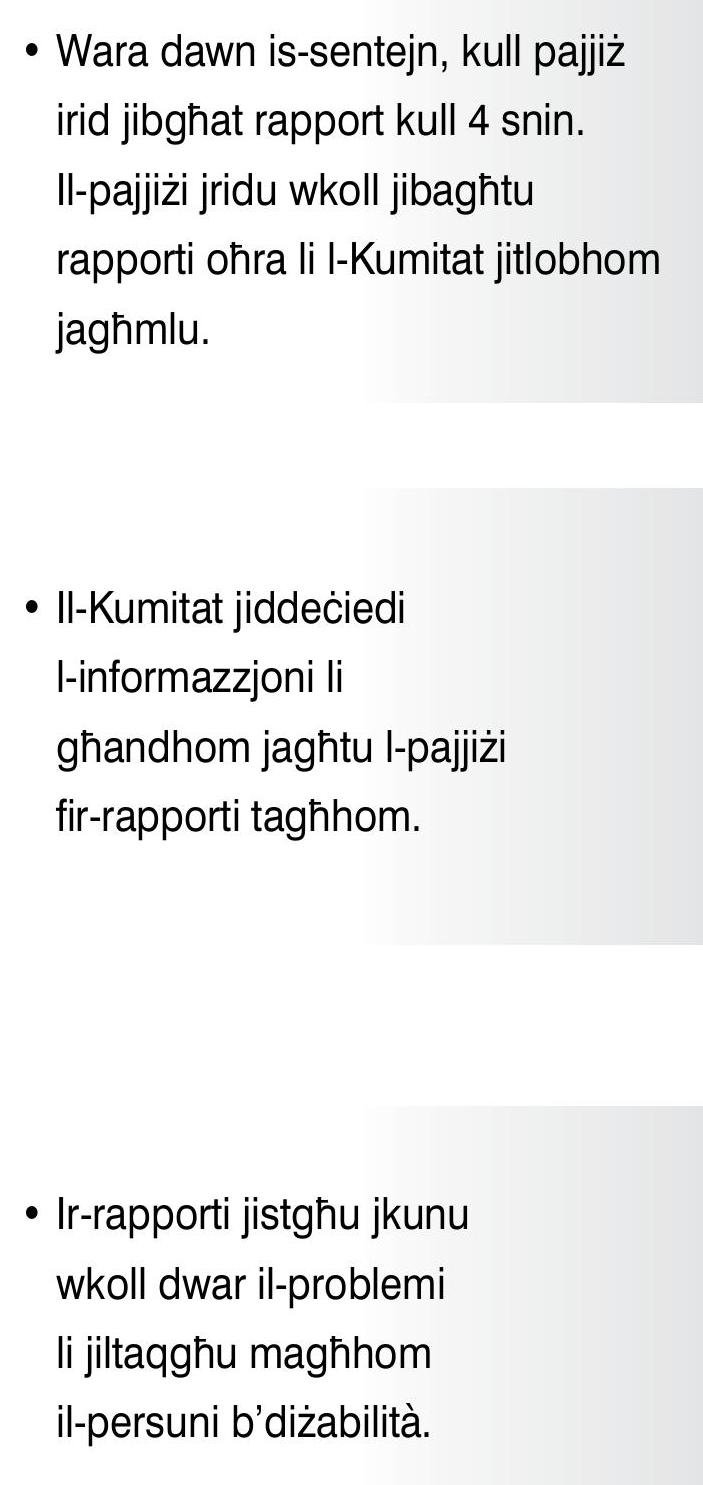 • Wara dawn is-sentejn, kull pajjiż
irid jibgħat rapport kull 4 snin.
Il-pajjiżi jridu wkoll jibagħtu
rapporti oħra li l-Kumitat jitlobhom
jagħmlu.
• Il-Kumitat jiddeċiedi
l-informazzjoni li
għandhom jagħtu l-pajjiżi
fir-rapporti tagħhom.
• Ir-rapporti jistgħu jkunu
wkoll dwar il-problemi
li jiltaqgħu magħhom
il-persuni b’diżabilità.